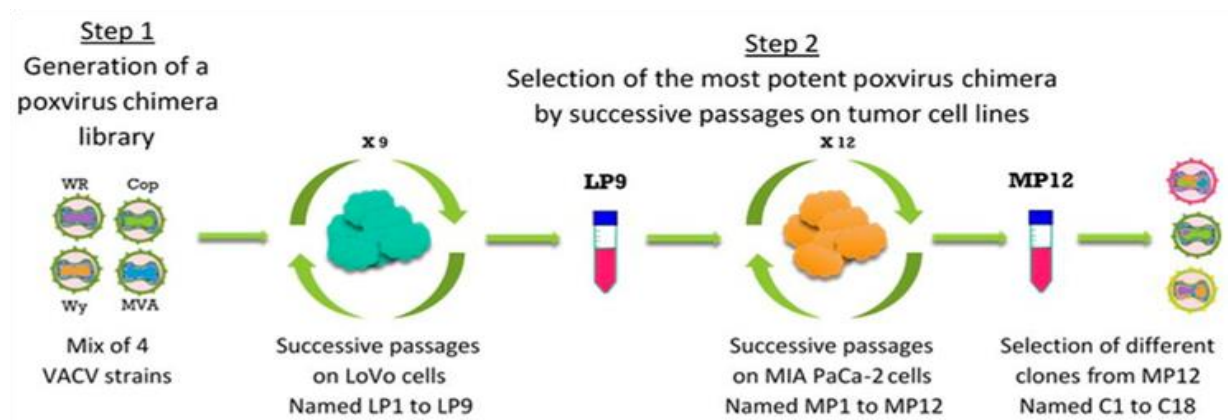 Step 1
Generation of a
poxvirus chimera
library
WR Cop
Wy MVA
Mix of 4
VACV strains
x 9
Successive passages
on LoVo cells
Named LP1 to LP9
Step 2
Selection of the most potent poxvirus chimera
by successive passages on tumor cell lines
LP9
x 12
Successive passages
on MIA PaCa-2 cells
Named MP1 to MP12
MP12
Selection of different
clones from MP12
Named C1 to C18